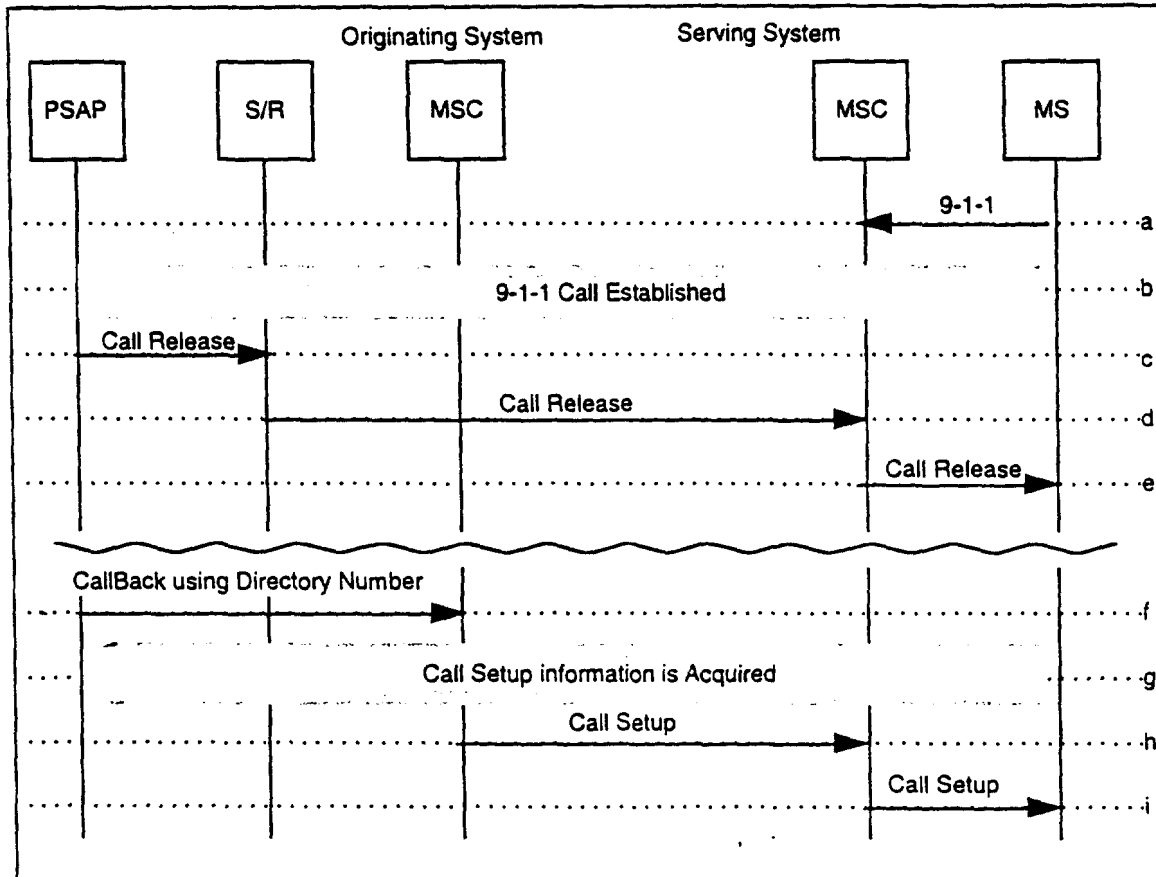 Originating System Serving System
PSAP S/R MSC MSC MS
9-1-1 a
9-1-1 Call Established b
Call Release c
Call Release d
Call Release e
CallBack using Directory Number f
Call Setup information is Acquired g
Call Setup h
Call Setup i